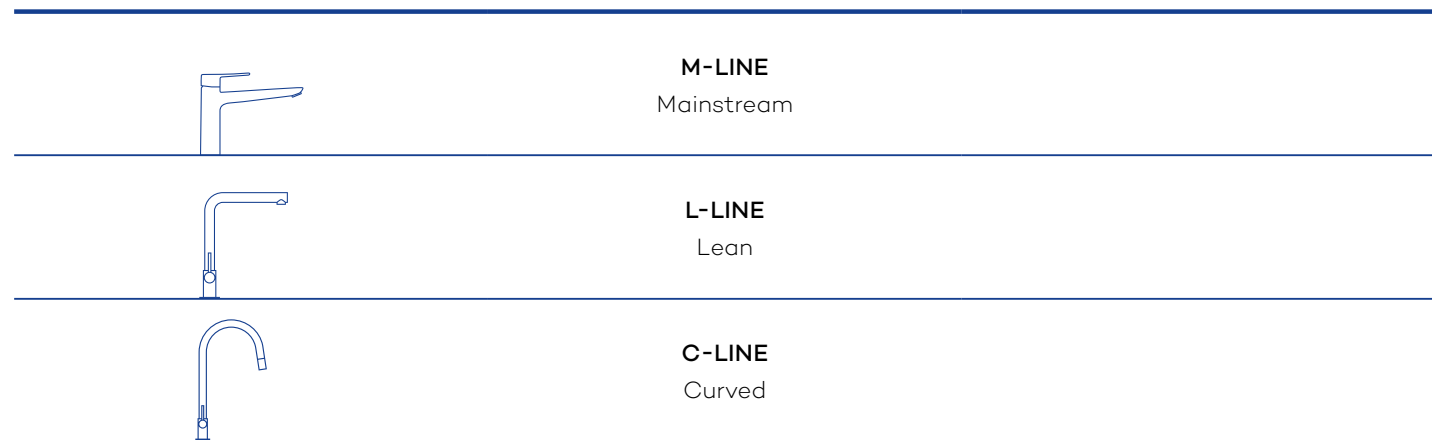 M-LINE
Mainstream
L-LINE
Lean
C-LINE
Curved